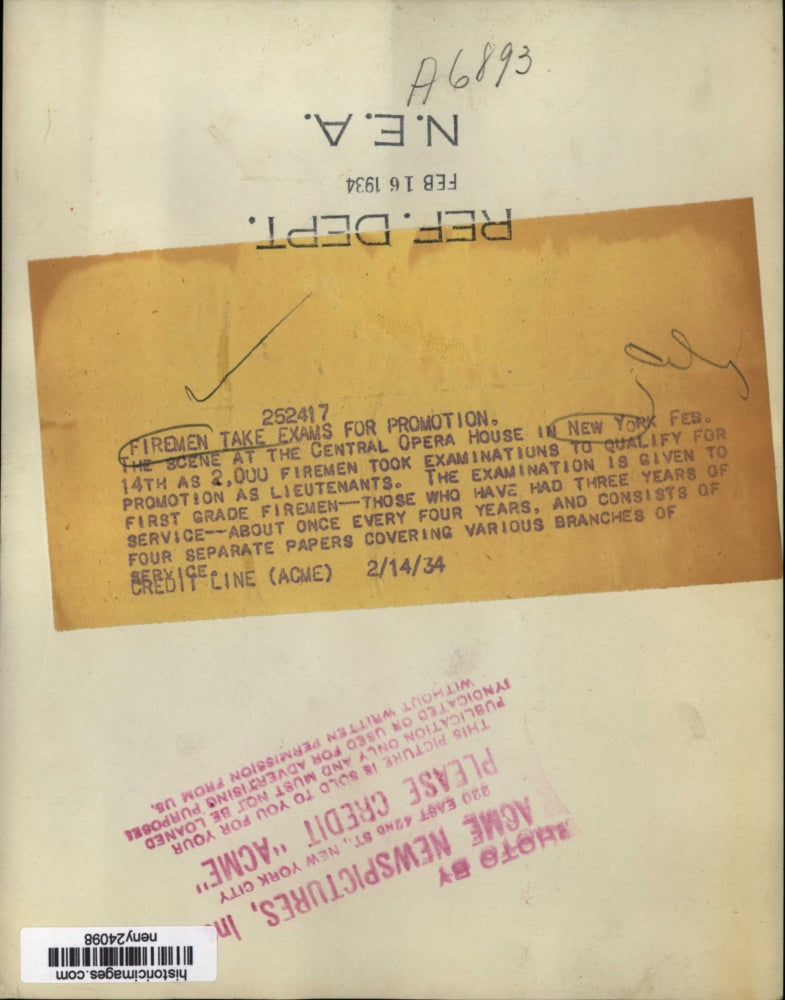 A6893
N.E.A.
FEB 16 1934
REF. DEPT.
252417
FIREMEN TAKE EXAMS FOR PROMOTION.
THE SCENE AT THE CENTRAL OPERA HOUSE IN NEW YORK FEB.
14TH AS 2,000 FIREMEN TOOK EXAMINATIONS TO QUALIFY FOR
PROMOTION AS LIEUTENANTS. THE EXAMINATION IS GIVEN TO
FIRST GRADE FIREMEN—THOSE WHO HAVE HAD THREE YEARS OF
SERVICE—ABOUT ONCE EVERY FOUR YEARS, AND CONSISTS OF
FOUR SEPARATE PAPERS COVERING VARIOUS BRANCHES OF
SERVICE.
CREDIT LINE (ACME) 2/14/34
PHOTO BY
ACME NEWSPICTURES, Inc
220 EAST 42ND ST., NEW YORK CITY
PLEASE CREDIT "ACME"
THIS PICTURE IS SOLD TO YOU FOR YOUR
PUBLICATION ONLY AND MUST NOT BE LOANED
SYNDICATED OR USED FOR ADVERTISING PURPOSES
WITHOUT WRITTEN PERMISSION FROM US.
historicimages.com
neny24098